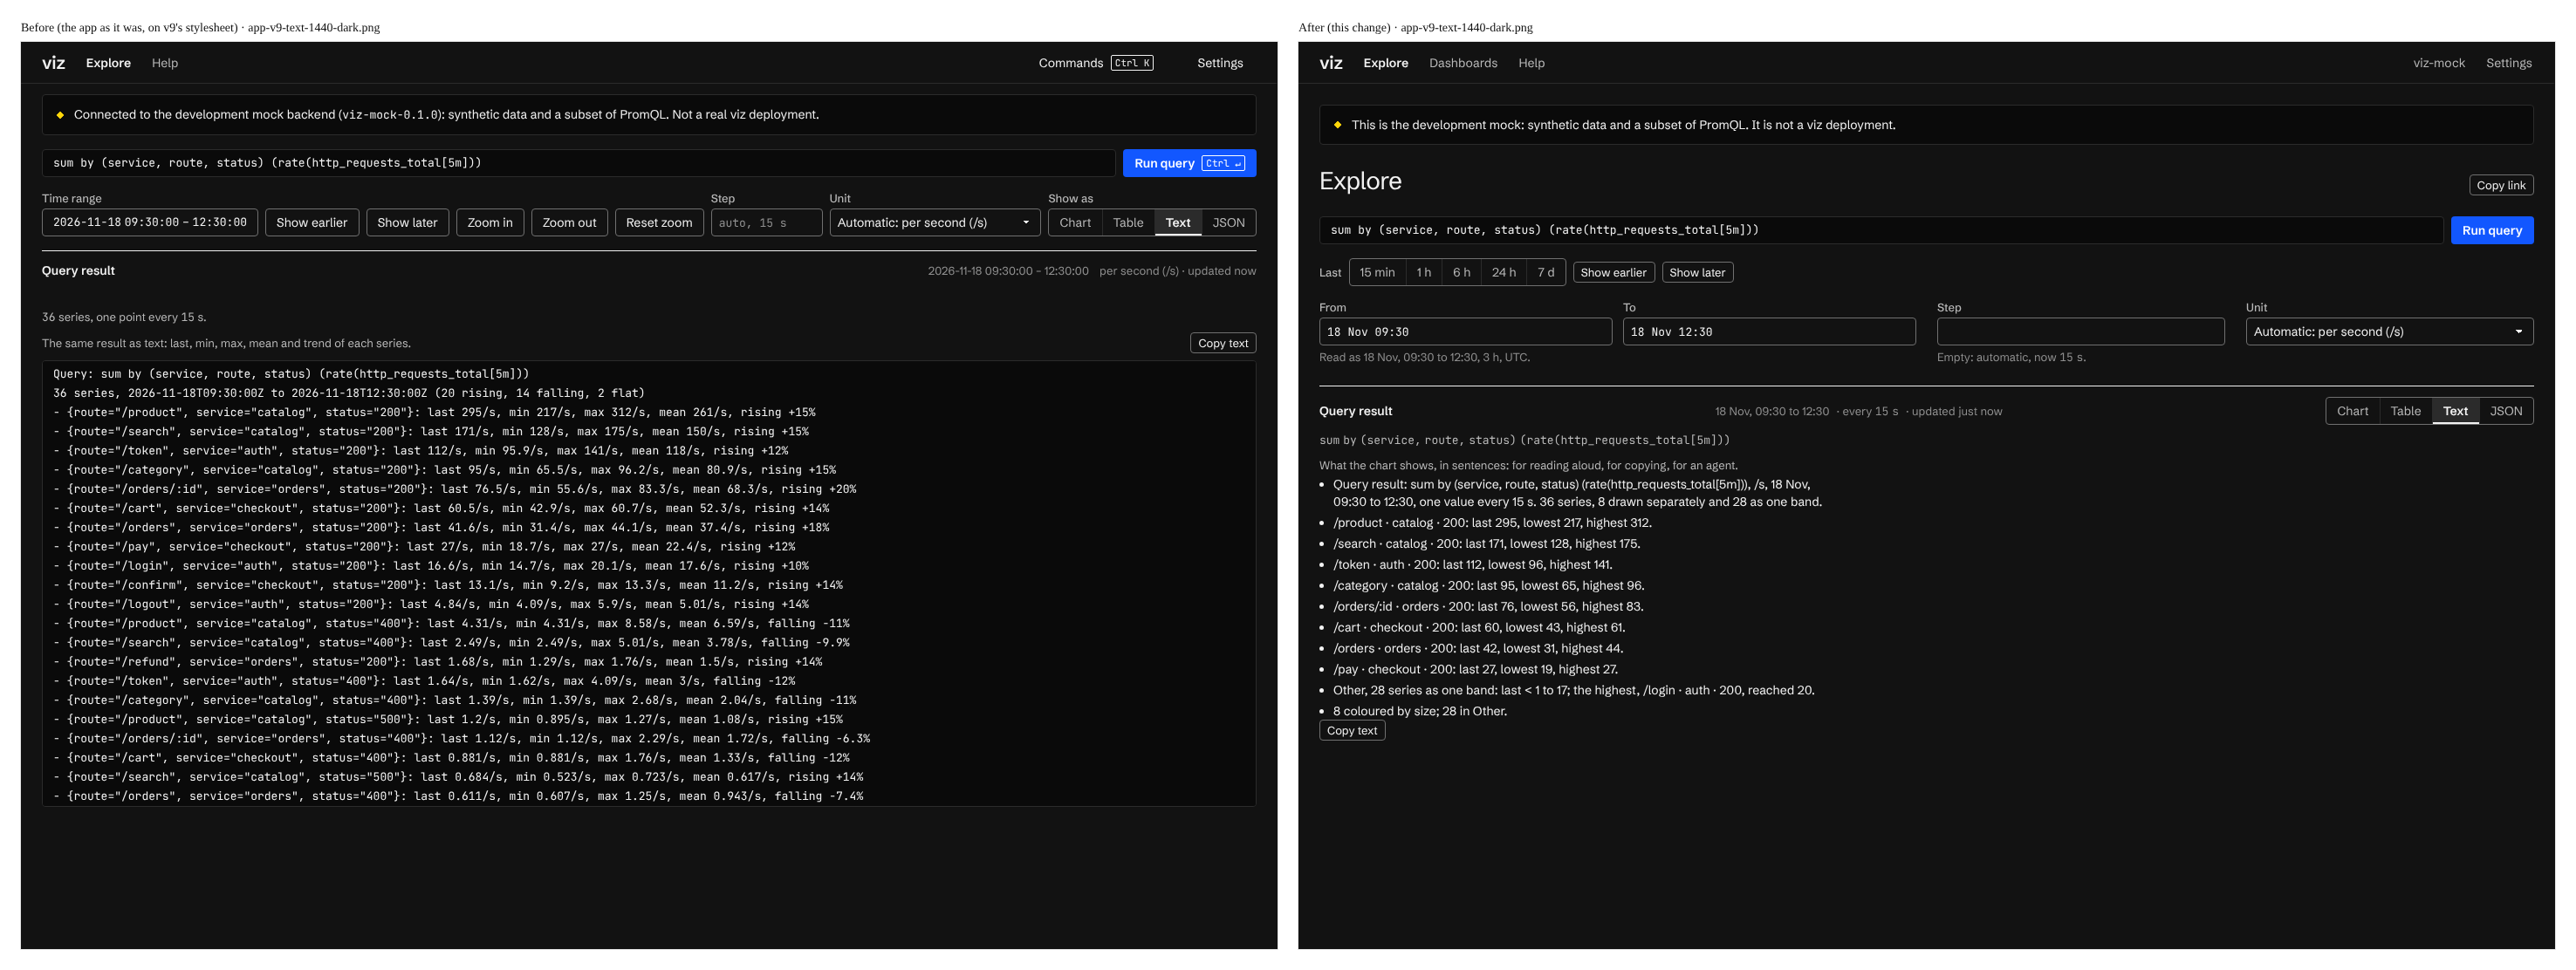 Before (the app as it was, on v9's stylesheet) · app-v9-text-1440-dark.png
viz Explore Help Commands Ctrl K Settings
Connected to the development mock backend (viz-mock-0.1.0): synthetic data and a subset of PromQL. Not a real viz deployment.
sum by (service, route, status) (rate(http_requests_total[5m])) Run query Ctrl ↵
Time range Step Unit Show as
2026-11-18 09:30:00 – 12:30:00 Show earlier Show later Zoom in Zoom out Reset zoom auto, 15 s Automatic: per second (/s) Chart Table Text JSON
Query result 2026-11-18 09:30:00 – 12:30:00 per second (/s) · updated now
36 series, one point every 15 s.
The same result as text: last, min, max, mean and trend of each series. Copy text
Query: sum by (service, route, status) (rate(http_requests_total[5m]))
36 series, 2026-11-18T09:30:00Z to 2026-11-18T12:30:00Z (20 rising, 14 falling, 2 flat)
- {route="/product", service="catalog", status="200"}: last 295/s, min 217/s, max 312/s, mean 261/s, rising +15%
- {route="/search", service="catalog", status="200"}: last 171/s, min 128/s, max 175/s, mean 150/s, rising +15%
- {route="/token", service="auth", status="200"}: last 112/s, min 95.9/s, max 141/s, mean 118/s, rising +12%
- {route="/category", service="catalog", status="200"}: last 95/s, min 65.5/s, max 96.2/s, mean 80.9/s, rising +15%
- {route="/orders/:id", service="orders", status="200"}: last 76.5/s, min 55.6/s, max 83.3/s, mean 68.3/s, rising +20%
- {route="/cart", service="checkout", status="200"}: last 60.5/s, min 42.9/s, max 60.7/s, mean 52.3/s, rising +14%
- {route="/orders", service="orders", status="200"}: last 41.6/s, min 31.4/s, max 44.1/s, mean 37.4/s, rising +18%
- {route="/pay", service="checkout", status="200"}: last 27/s, min 18.7/s, max 27/s, mean 22.4/s, rising +12%
- {route="/login", service="auth", status="200"}: last 16.6/s, min 14.7/s, max 20.1/s, mean 17.6/s, rising +10%
- {route="/confirm", service="checkout", status="200"}: last 13.1/s, min 9.2/s, max 13.3/s, mean 11.2/s, rising +14%
- {route="/logout", service="auth", status="200"}: last 4.84/s, min 4.09/s, max 5.9/s, mean 5.01/s, rising +14%
- {route="/product", service="catalog", status="400"}: last 4.31/s, min 4.31/s, max 8.58/s, mean 6.59/s, falling -11%
- {route="/search", service="catalog", status="400"}: last 2.49/s, min 2.49/s, max 5.01/s, mean 3.78/s, falling -9.9%
- {route="/refund", service="orders", status="200"}: last 1.68/s, min 1.29/s, max 1.76/s, mean 1.5/s, rising +14%
- {route="/token", service="auth", status="400"}: last 1.64/s, min 1.62/s, max 4.09/s, mean 3/s, falling -12%
- {route="/category", service="catalog", status="400"}: last 1.39/s, min 1.39/s, max 2.68/s, mean 2.04/s, falling -11%
- {route="/product", service="catalog", status="500"}: last 1.2/s, min 0.895/s, max 1.27/s, mean 1.08/s, rising +15%
- {route="/orders/:id", service="orders", status="400"}: last 1.12/s, min 1.12/s, max 2.29/s, mean 1.72/s, falling -6.3%
- {route="/cart", service="checkout", status="400"}: last 0.881/s, min 0.881/s, max 1.76/s, mean 1.33/s, falling -12%
- {route="/search", service="catalog", status="500"}: last 0.684/s, min 0.523/s, max 0.723/s, mean 0.617/s, rising +14%
- {route="/orders", service="orders", status="400"}: last 0.611/s, min 0.607/s, max 1.25/s, mean 0.943/s, falling -7.4%
After (this change) · app-v9-text-1440-dark.png
viz Explore Dashboards Help viz-mock Settings
This is the development mock: synthetic data and a subset of PromQL. It is not a viz deployment.
Explore Copy link
sum by (service, route, status) (rate(http_requests_total[5m])) Run query
Last 15 min 1 h 6 h 24 h 7 d Show earlier Show later
From To Step Unit
18 Nov 09:30 18 Nov 12:30 Automatic: per second (/s)
Read as 18 Nov, 09:30 to 12:30, 3 h, UTC. Empty: automatic, now 15 s.
Query result 18 Nov, 09:30 to 12:30 · every 15 s · updated just now Chart Table Text JSON
sum by (service, route, status) (rate(http_requests_total[5m]))
What the chart shows, in sentences: for reading aloud, for copying, for an agent.
• Query result: sum by (service, route, status) (rate(http_requests_total[5m])), /s, 18 Nov,
09:30 to 12:30, one value every 15 s. 36 series, 8 drawn separately and 28 as one band.
• /product · catalog · 200: last 295, lowest 217, highest 312.
• /search · catalog · 200: last 171, lowest 128, highest 175.
• /token · auth · 200: last 112, lowest 96, highest 141.
• /category · catalog · 200: last 95, lowest 65, highest 96.
• /orders/:id · orders · 200: last 76, lowest 56, highest 83.
• /cart · checkout · 200: last 60, lowest 43, highest 61.
• /orders · orders · 200: last 42, lowest 31, highest 44.
• /pay · checkout · 200: last 27, lowest 19, highest 27.
• Other, 28 series as one band: last < 1 to 17; the highest, /login · auth · 200, reached 20.
• 8 coloured by size; 28 in Other.
Copy text